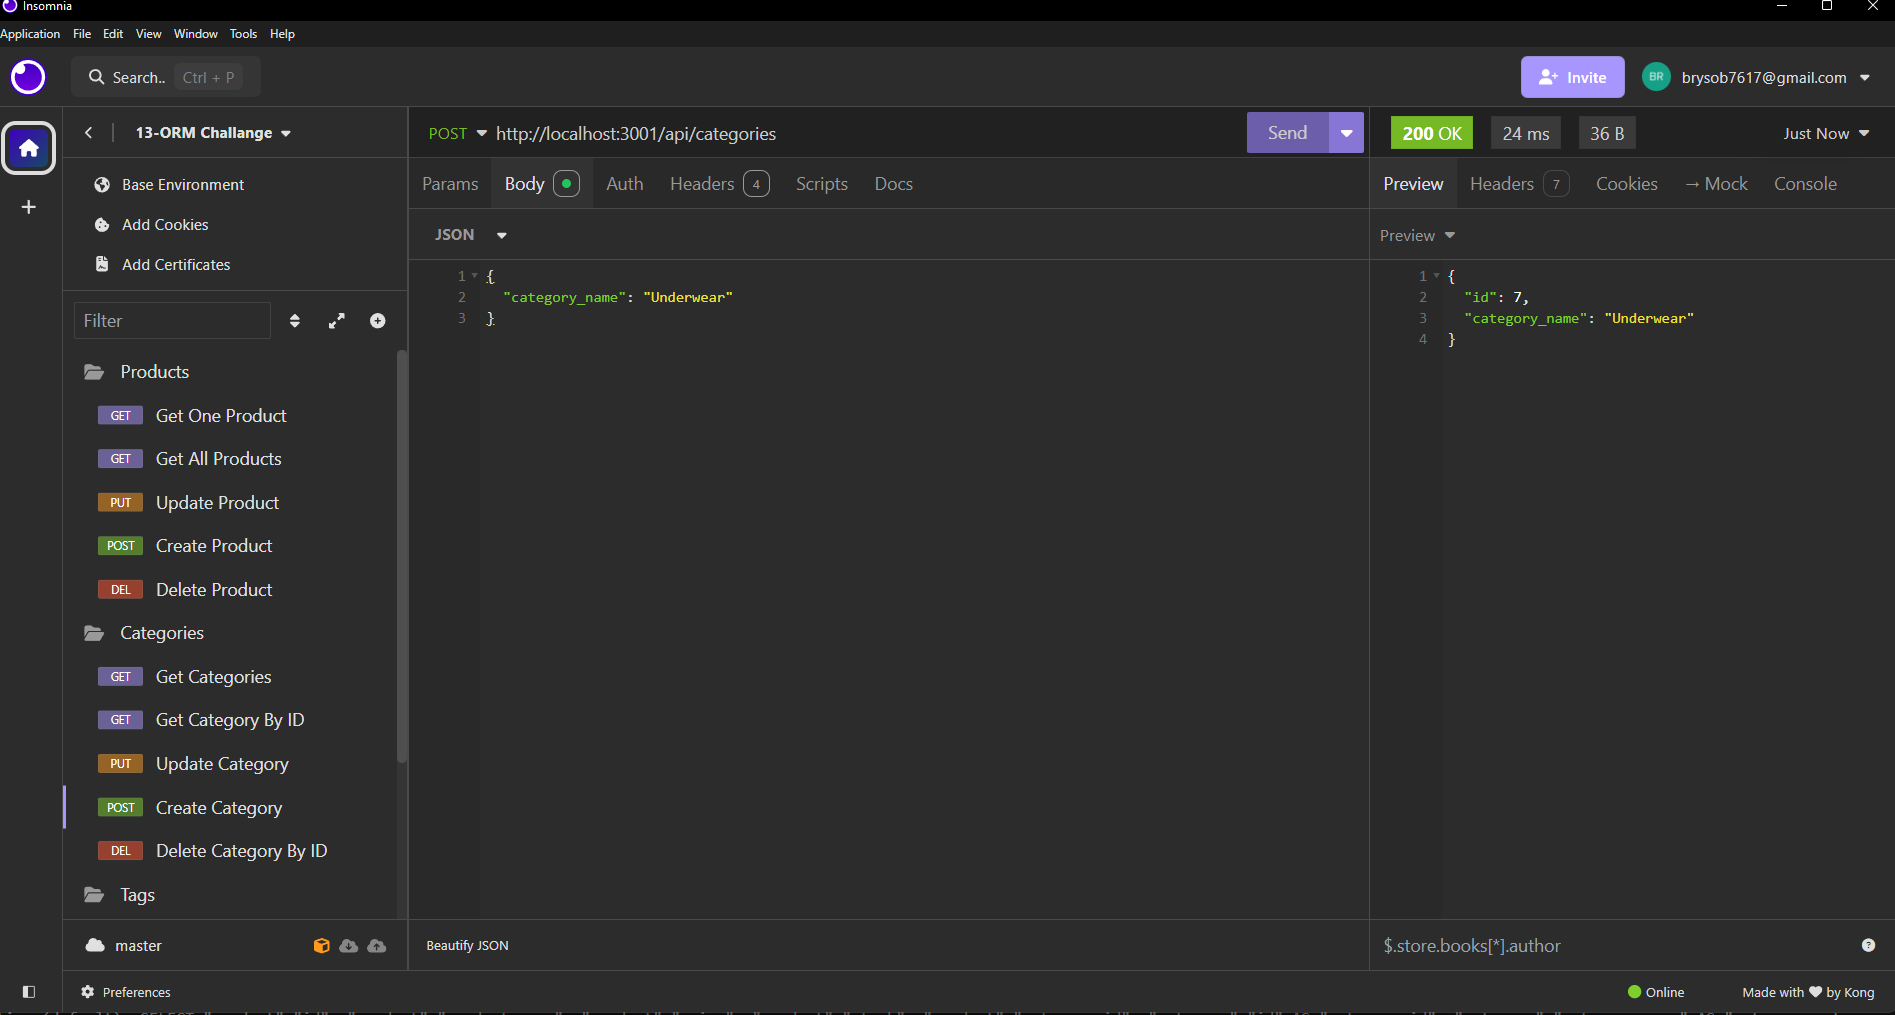 Insomnia
Application File Edit View Window Tools Help
Search.. Ctrl + P
Invite BR brysob7617@gmail.com
13-ORM Challange
POST http://localhost:3001/api/categories Send
200 OK 24 ms 36 B Just Now
Base Environment
Add Cookies
Add Certificates
Params Body Auth Headers 4 Scripts Docs
Preview Headers 7 Cookies → Mock Console
JSON
Preview
1 {
2 "category_name": "Underwear"
3 }
1 {
2 "id": 7,
3 "category_name": "Underwear"
4 }
Filter
Products
GET Get One Product
GET Get All Products
PUT Update Product
POST Create Product
DEL Delete Product
Categories
GET Get Categories
GET Get Category By ID
PUT Update Category
POST Create Category
DEL Delete Category By ID
Tags
master
Beautify JSON
$.store.books[*].author
?
Preferences
Online
Made with ♥ by Kong